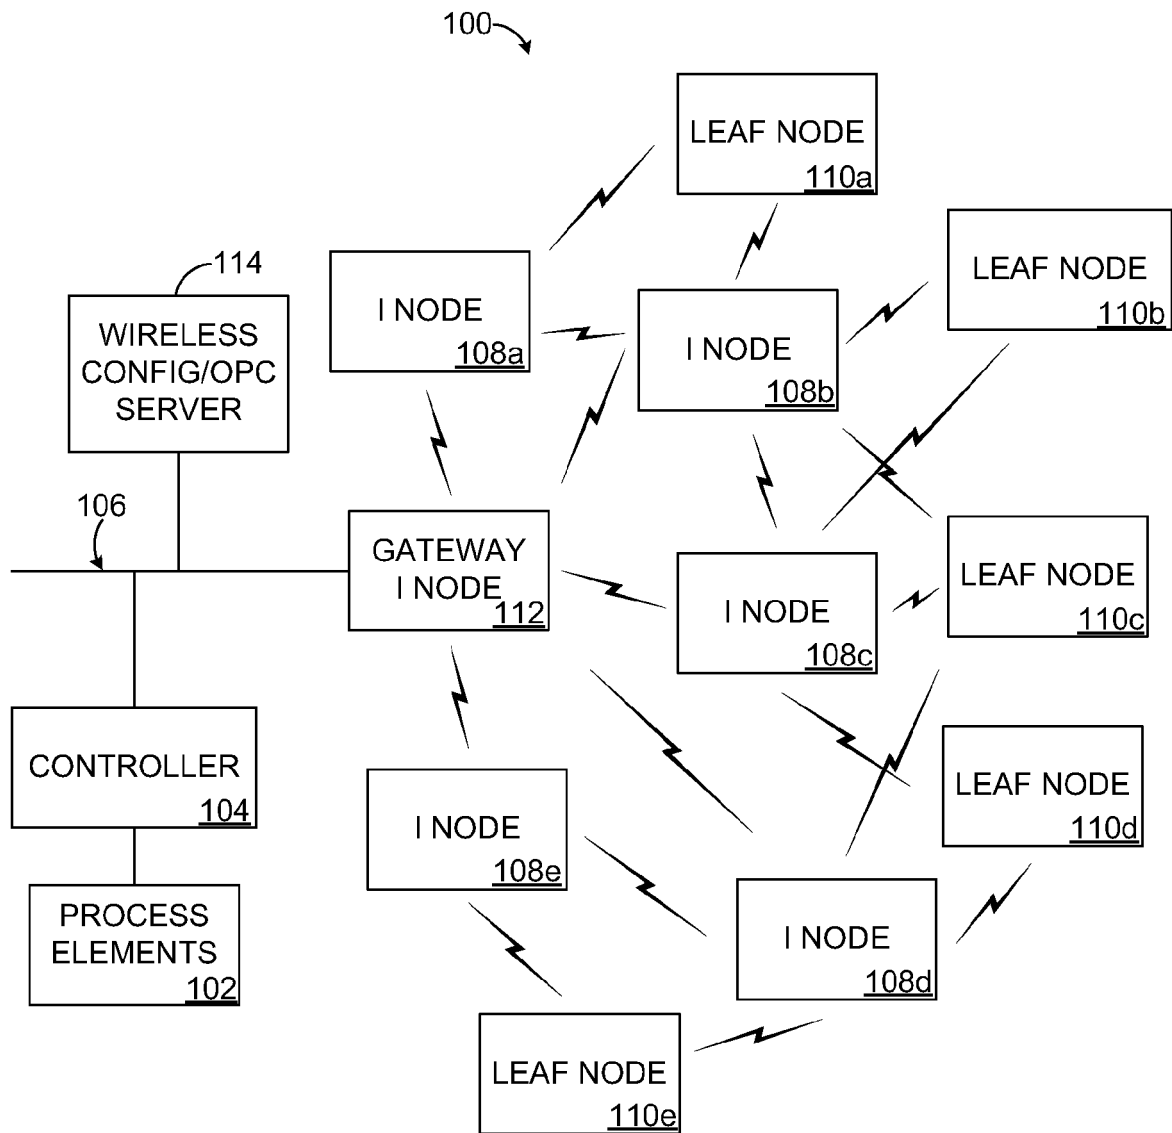 100
LEAF NODE
110a
114
WIRELESS
CONFIG/OPC
SERVER
I NODE
108a
I NODE
108b
LEAF NODE
110b
106
GATEWAY
I NODE
112
I NODE
108c
LEAF NODE
110c
CONTROLLER
104
I NODE
108e
LEAF NODE
110d
PROCESS
ELEMENTS
102
I NODE
108d
LEAF NODE
110e